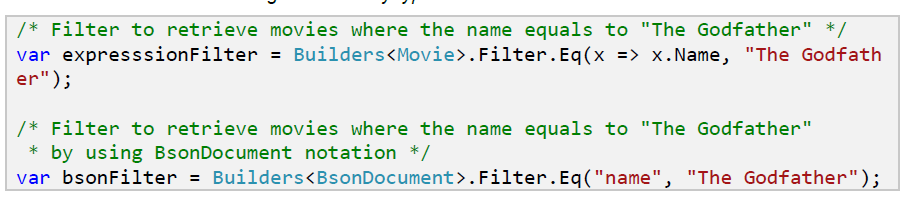 /* Filter to retrieve movies where the name equals to "The Godfather" */
var expresssionFilter = Builders<Movie>.Filter.Eq(x => x.Name, "The Godfath
er");
/* Filter to retrieve movies where the name equals to "The Godfather"
 * by using BsonDocument notation */
var bsonFilter = Builders<BsonDocument>.Filter.Eq("name", "The Godfather");